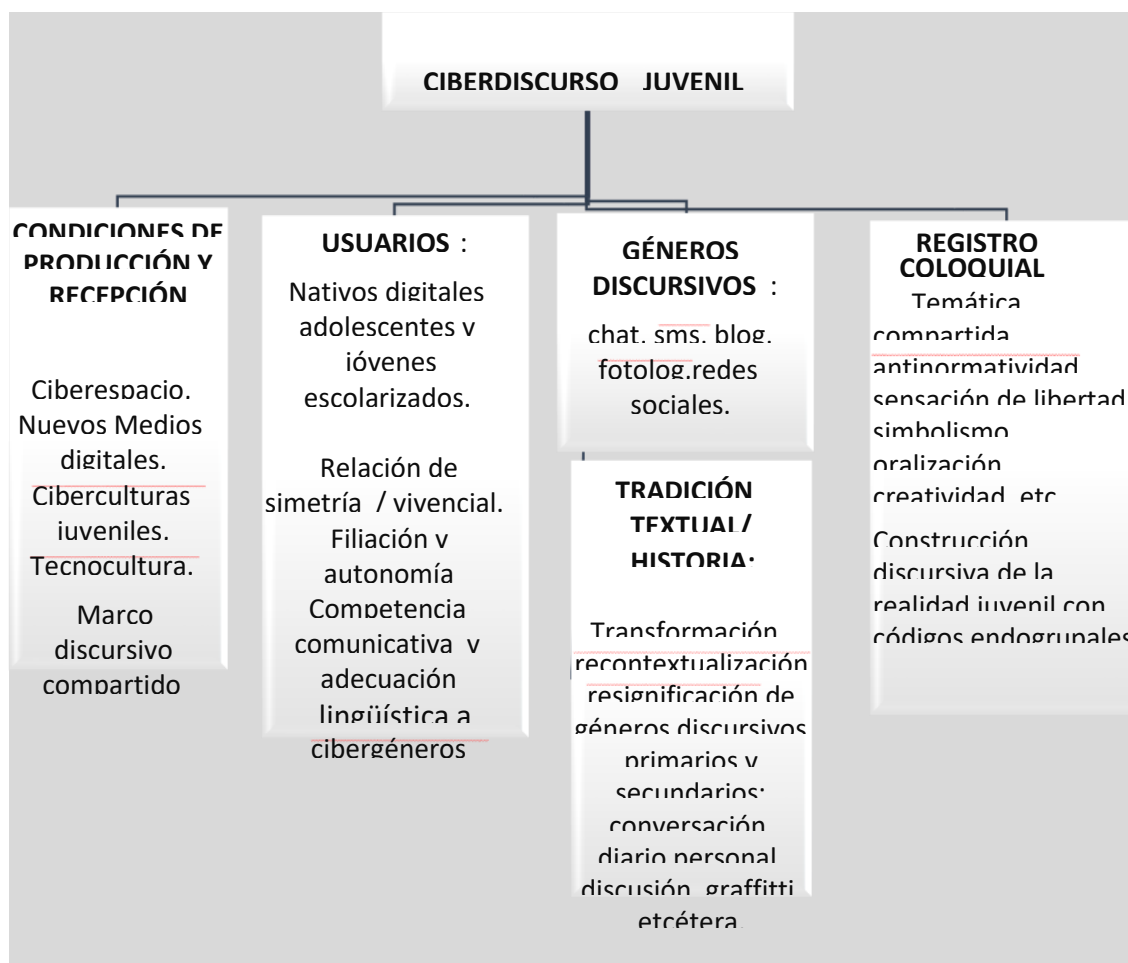 CIBERDISCURSO JUVENIL
CONDICIONES DE
PRODUCCIÓN Y
RECEPCIÓN
Ciberespacio.
Nuevos Medios
digitales.
Ciberculturas
juveniles.
Tecnocultura.
Marco
discursivo
compartido
USUARIOS :
Nativos digitales
adolescentes y
jóvenes
escolarizados.
Relación de
simetría / vivencial.
Filiación y
autonomía
Competencia
comunicativa y
adecuación
lingüística a
cibergéneros
GÉNEROS
DISCURSIVOS :
chat, sms, blog,
fotolog,redes
sociales.
TRADICIÓN
TEXTUAL/
HISTORIA:
Transformación,
recontextualización
resignificación de
géneros discursivos
primarios y
secundarios:
conversación,
diario personal,
discusión, graffitti,
etcétera.
REGISTRO
COLOQUIAL
Temática
compartida,
antinormatividad
sensación de libertad
simbolismo,
oralización,
creatividad, etc
Construcción
discursiva de la
realidad juvenil con
códigos endogrupales